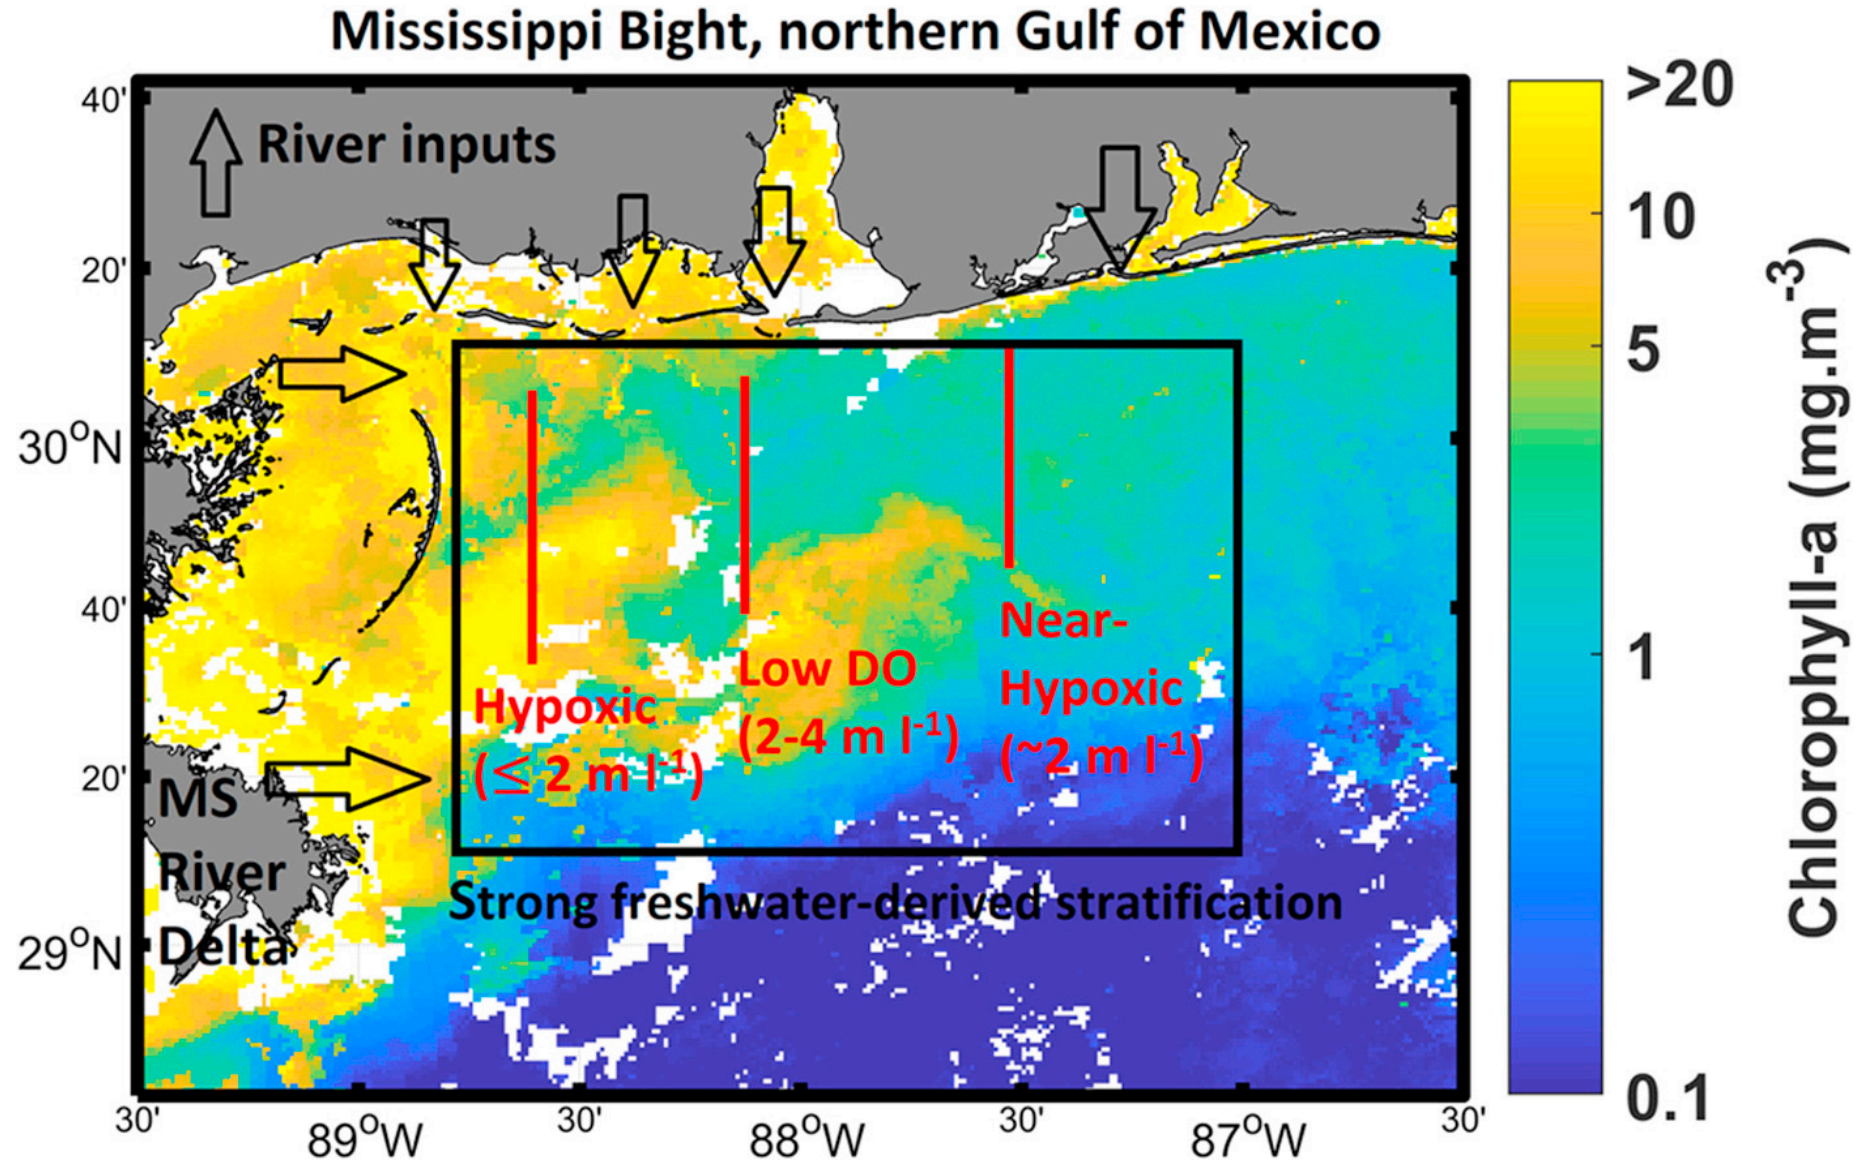 Mississippi Bight, northern Gulf of Mexico
River inputs
40'
20'
30°N
40'
20'
29°N
30'
89°W
30'
88°W
30'
87°W
30'
Hypoxic
(≤ 2 m l⁻¹)
Low DO
(2-4 m l⁻¹)
Near-
Hypoxic
(~2 m l⁻¹)
MS
River
Delta
Strong freshwater-derived stratification
>20
10
5
1
0.1
Chlorophyll-a (mg.m⁻³)